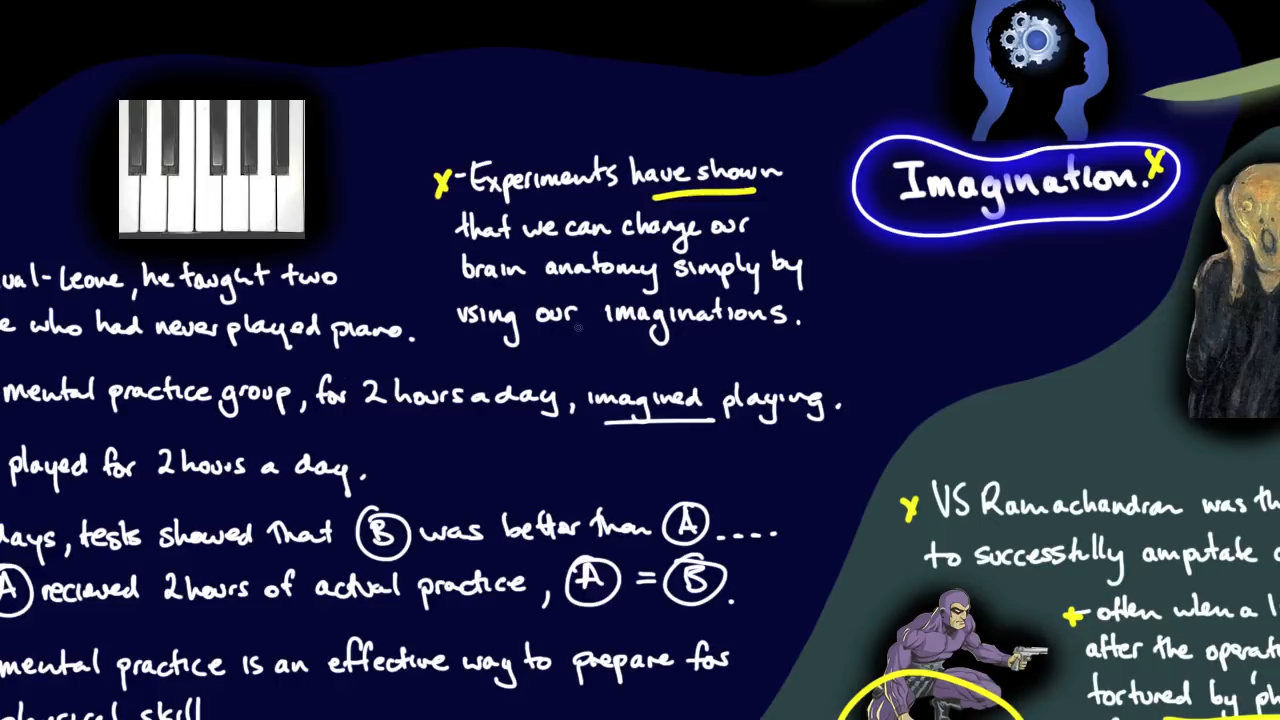 Imagination.
-Experiments have shown
that we can change our
brain anatomy simply by
using our imaginations.
ual-Leone, he taught two
e who had never played piano.
mental practice group, for 2 hours a day, imagined playing.
played for 2 hours a day.
days, tests showed that B was better than A....
A recieved 2 hours of actual practice, A = B.
mental practice is an effective way to prepare for
physical skill
VS Ramachandran was th
to successfully amputate a
-often when a l
after the operat
tortured by 'ph